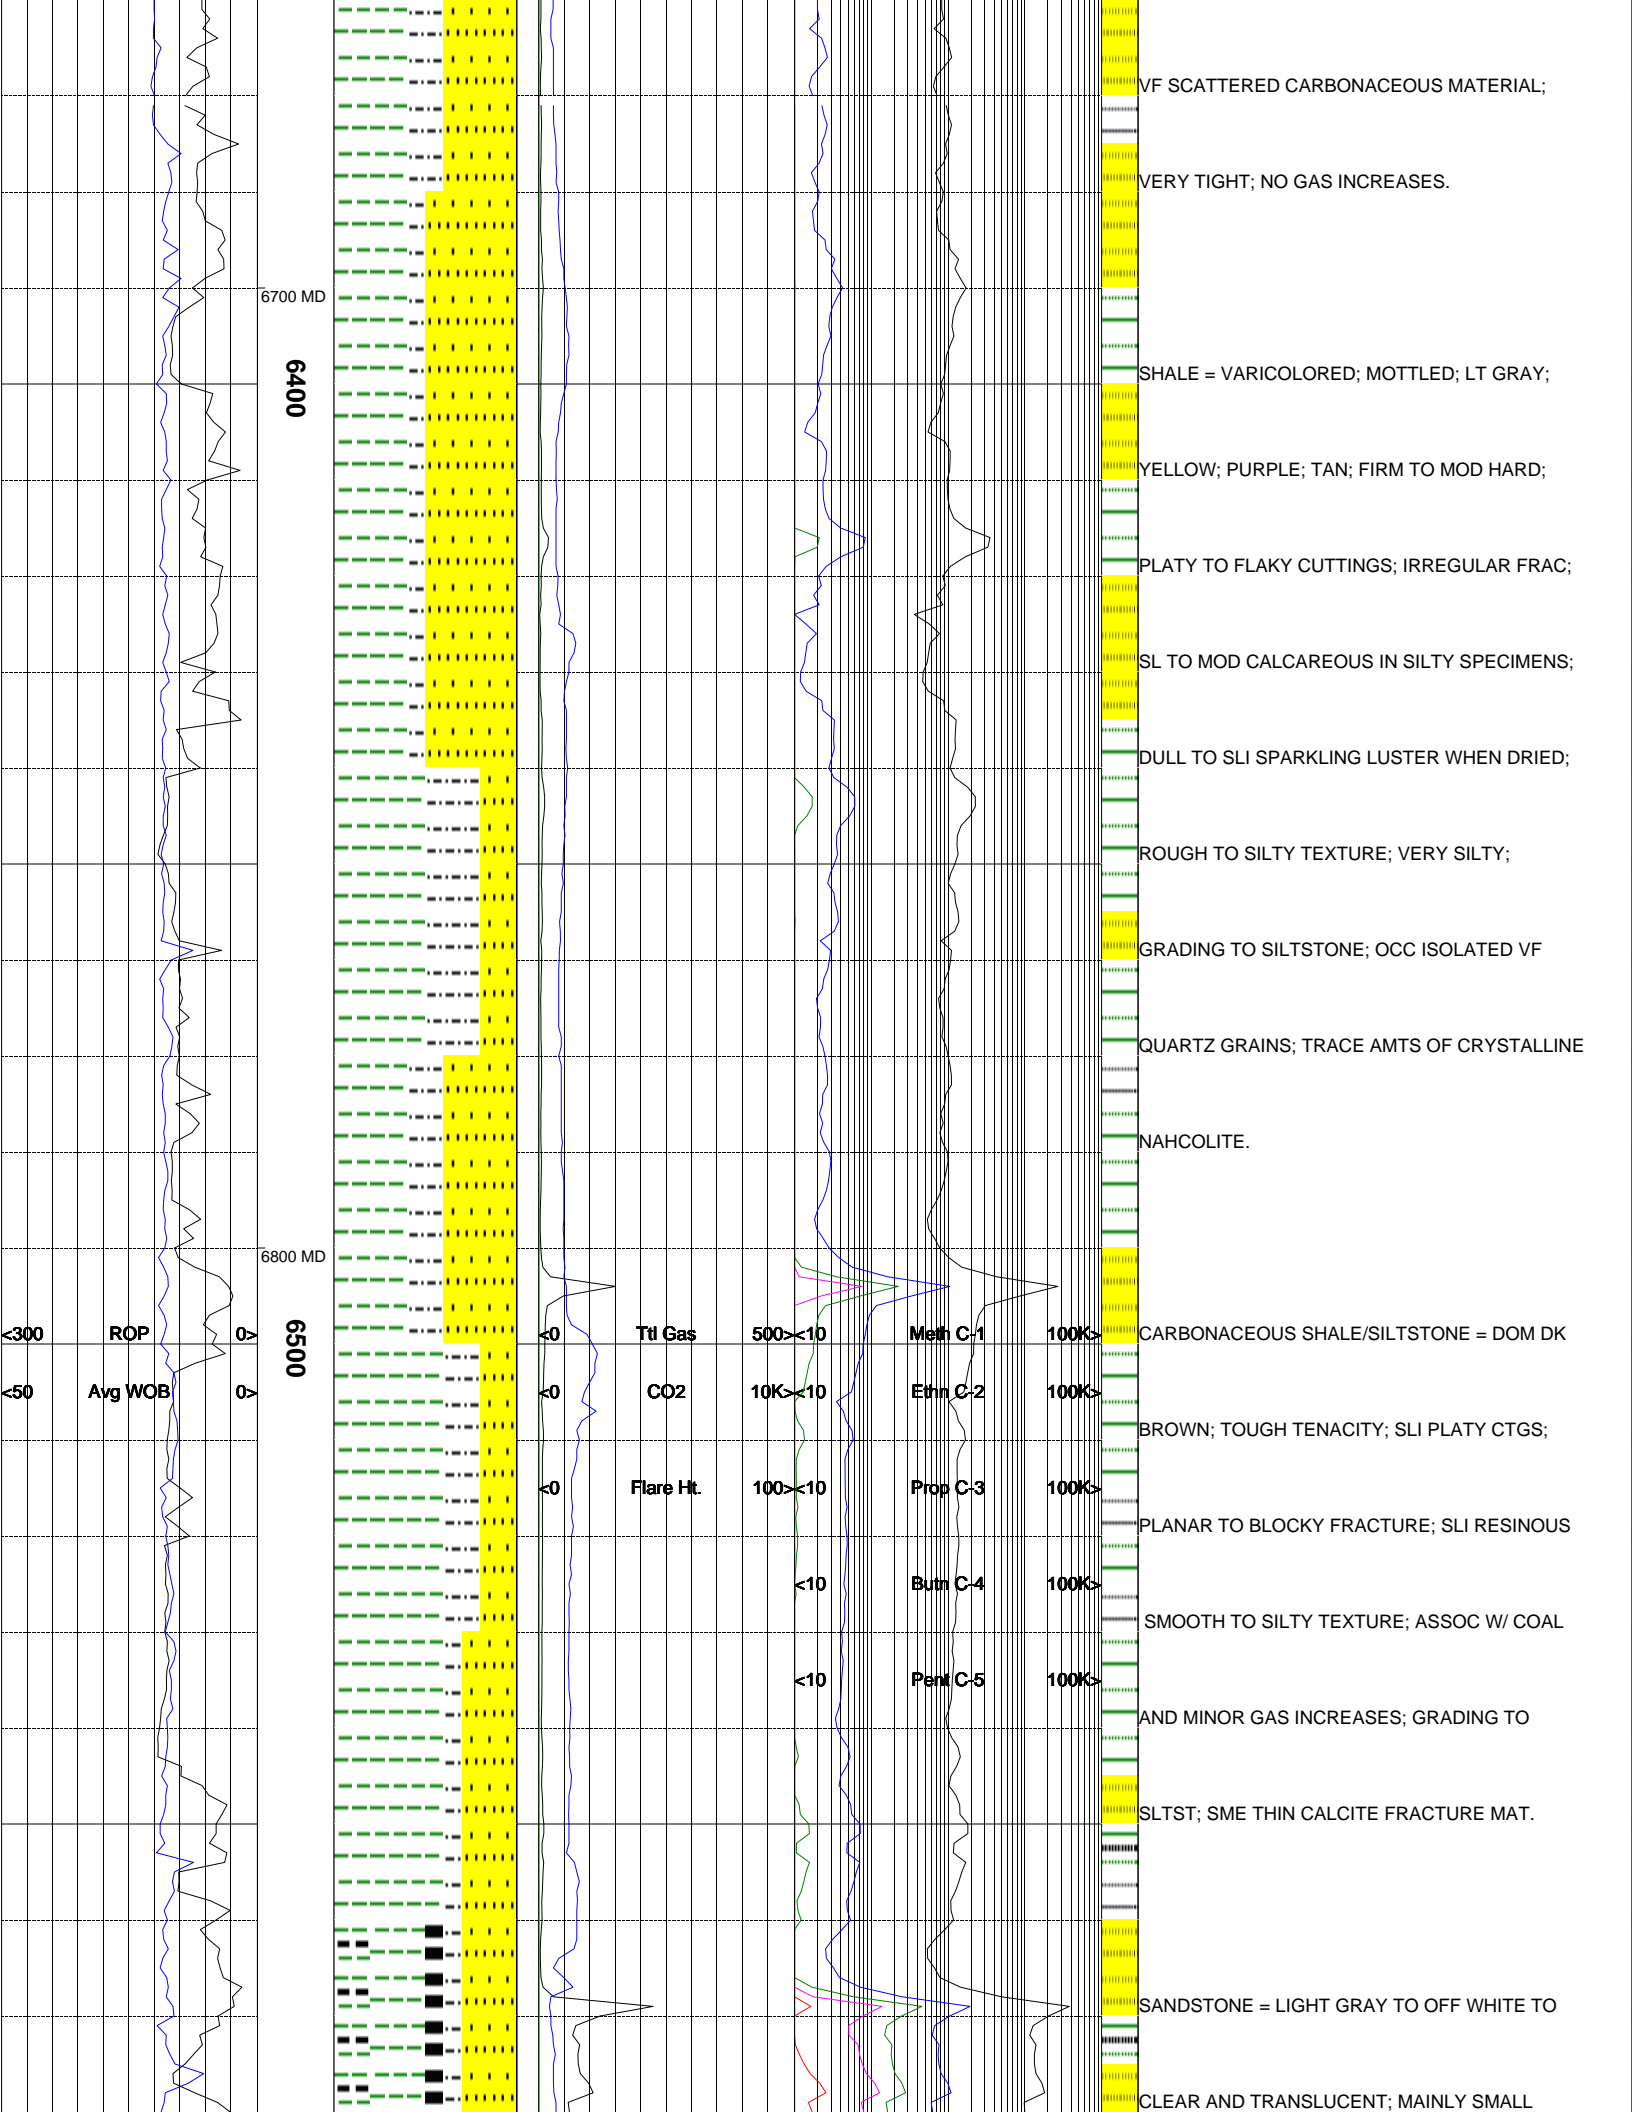 VF SCATTERED CARBONACEOUS MATERIAL;
VERY TIGHT; NO GAS INCREASES.
6700 MD
6400
SHALE = VARICOLORED; MOTTLED; LT GRAY;
YELLOW; PURPLE; TAN; FIRM TO MOD HARD;
PLATY TO FLAKY CUTTINGS; IRREGULAR FRAC;
SL TO MOD CALCAREOUS IN SILTY SPECIMENS;
DULL TO SLI SPARKLING LUSTER WHEN DRIED;
ROUGH TO SILTY TEXTURE; VERY SILTY;
GRADING TO SILTSTONE; OCC ISOLATED VF
QUARTZ GRAINS; TRACE AMTS OF CRYSTALLINE
NAHCOLITE.
6800 MD
6500
<300 ROP 0> <0 Ttl Gas 500> <10 Meth C-1 100K> CARBONACEOUS SHALE/SILTSTONE = DOM DK
<50 Avg WOB 0> <0 CO2 10K> <10 Ethn C-2 100K>
BROWN; TOUGH TENACITY; SLI PLATY CTGS;
<0 Flare Ht. 100> <10 Prop C-3 100K>
PLANAR TO BLOCKY FRACTURE; SLI RESINOUS
<10 Butn C-4 100K>
SMOOTH TO SILTY TEXTURE; ASSOC W/ COAL
<10 Pent C-5 100K>
AND MINOR GAS INCREASES; GRADING TO
SLTST; SME THIN CALCITE FRACTURE MAT.
SANDSTONE = LIGHT GRAY TO OFF WHITE TO
CLEAR AND TRANSLUCENT; MAINLY SMALL